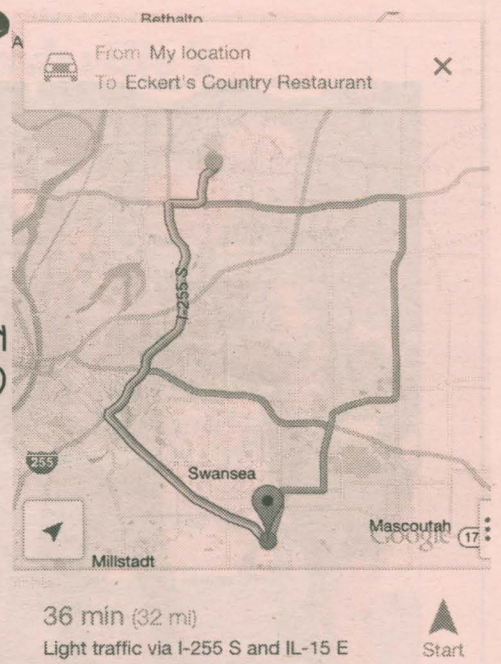 Bethalto
A
From My location
To Eckert's Country Restaurant
I-255 S
255
Swansea
Mascoutah
Google
17
Millstadt
36 min (32 mi)
Light traffic via I-255 S and IL-15 E
Start